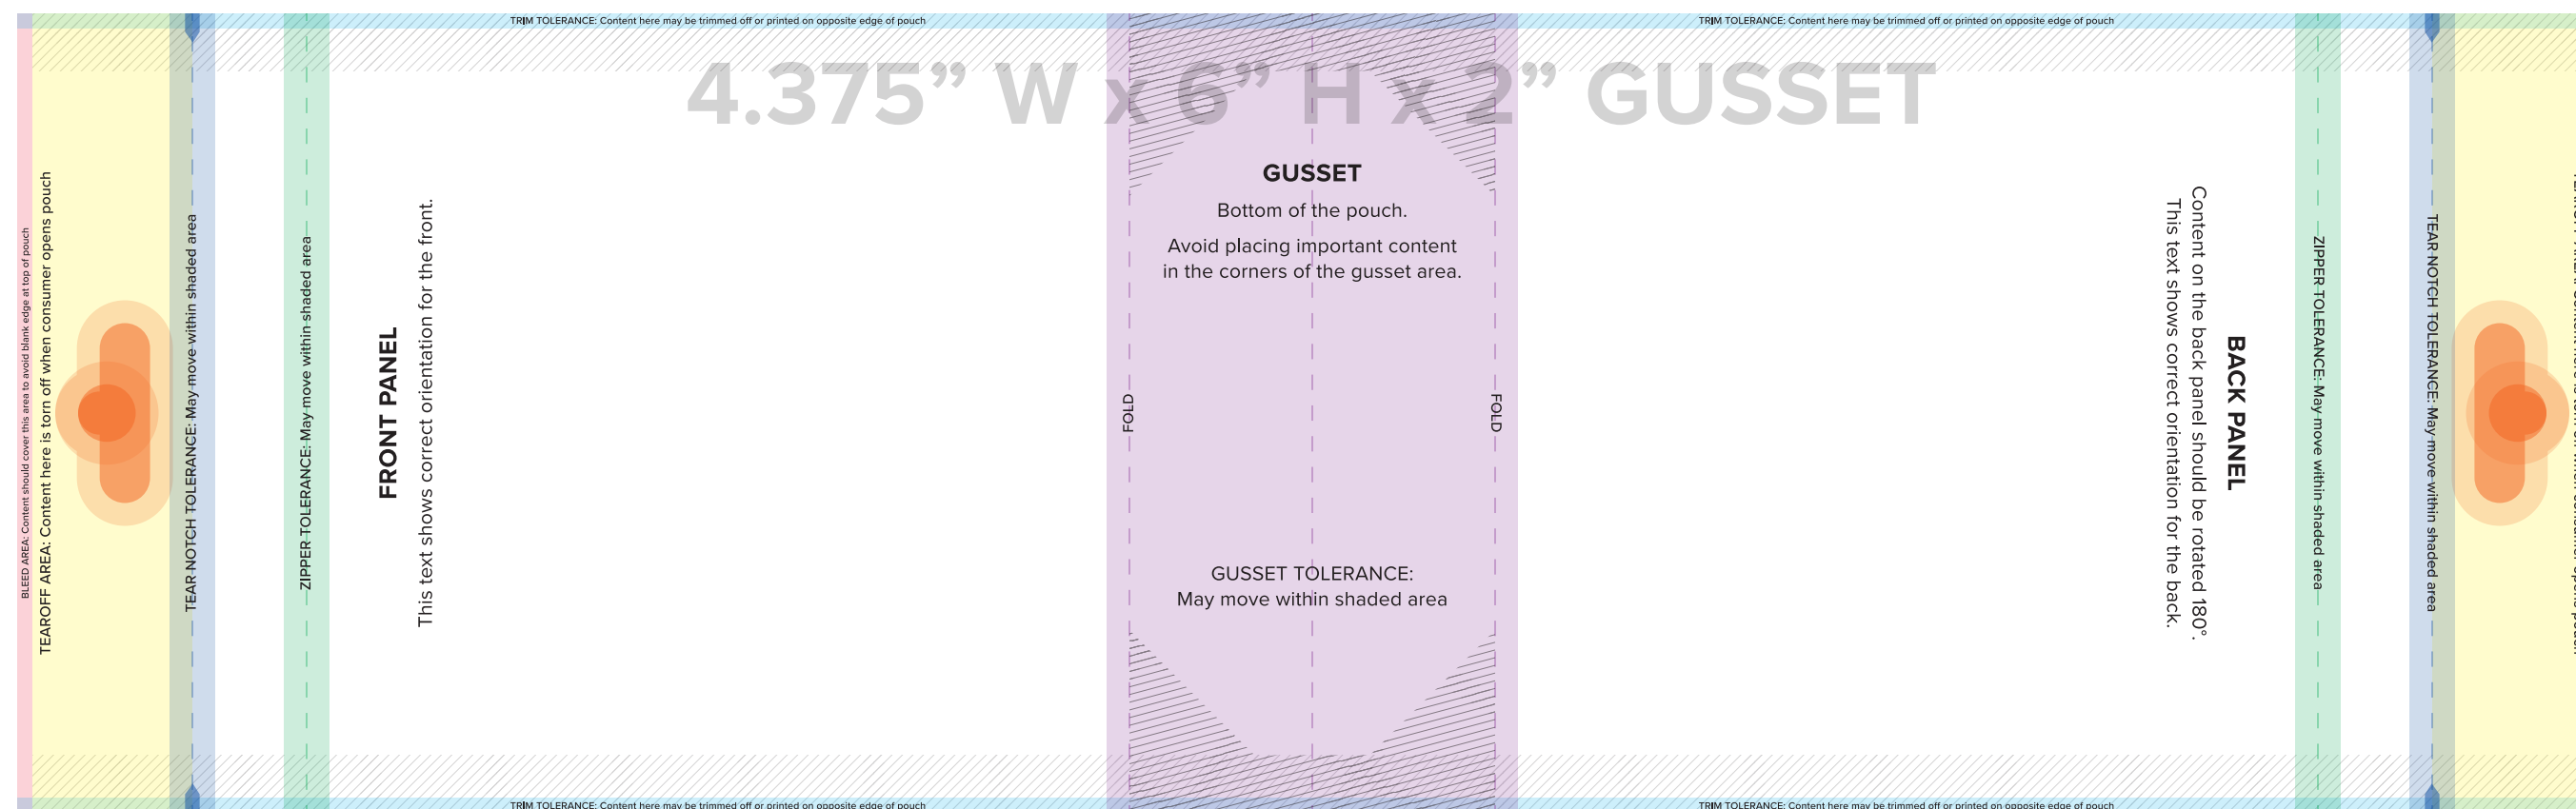 TRIM TOLERANCE: Content here may be trimmed off or printed on opposite edge of pouch
TRIM TOLERANCE: Content here may be trimmed off or printed on opposite edge of pouch
4.375” W x 6” H x 2” GUSSET
BLEED AREA: Content should cover this area to avoid blank edge at top of pouch
TEAROFF AREA: Content here is torn off when consumer opens pouch
TEAR NOTCH TOLERANCE: May move within shaded area
ZIPPER TOLERANCE: May move within shaded area
FRONT PANEL
This text shows correct orientation for the front.
FOLD
GUSSET
Bottom of the pouch.
Avoid placing important content
in the corners of the gusset area.
GUSSET TOLERANCE:
May move within shaded area
FOLD
BACK PANEL
Content on the back panel should be rotated 180°.
This text shows correct orientation for the back.
ZIPPER TOLERANCE: May move within shaded area
TEAR NOTCH TOLERANCE: May move within shaded area
TRIM TOLERANCE: Content here may be trimmed off or printed on opposite edge of pouch
TRIM TOLERANCE: Content here may be trimmed off or printed on opposite edge of pouch